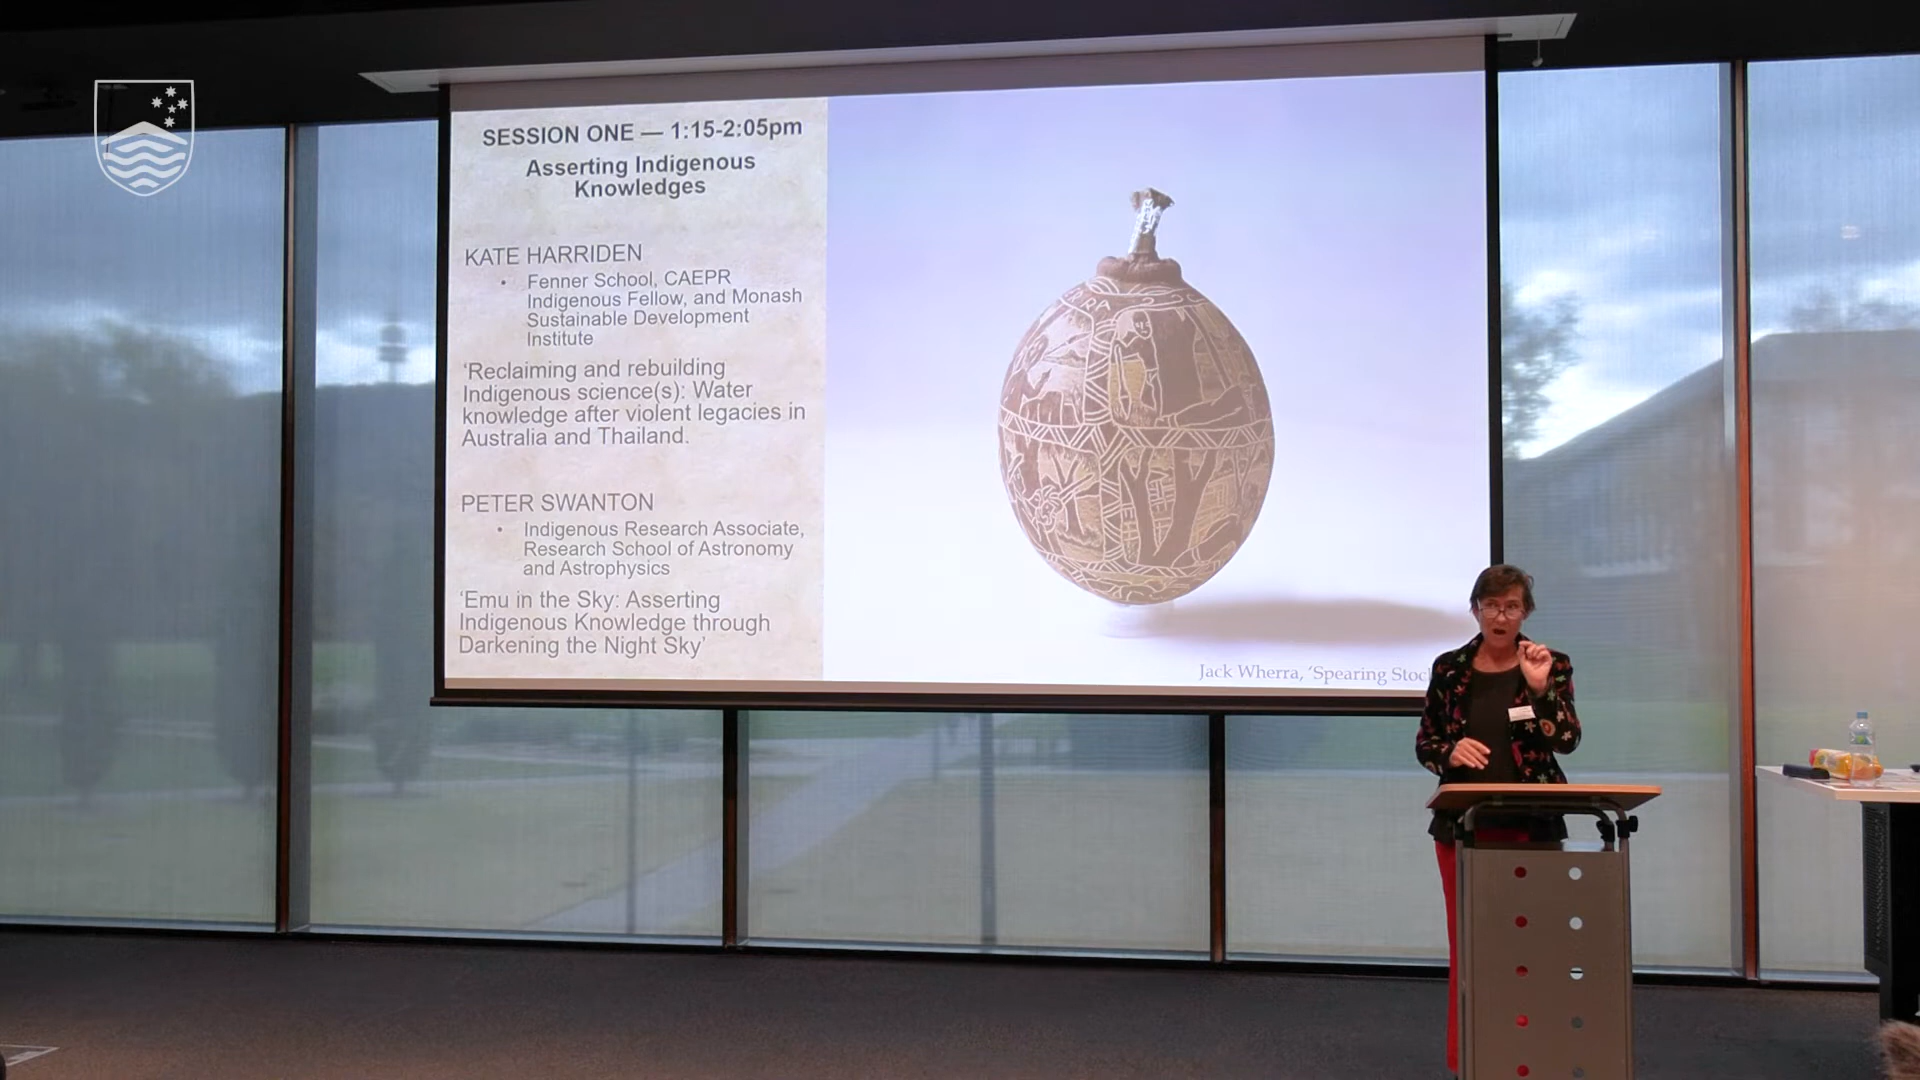 SESSION ONE — 1:15-2:05pm
Asserting Indigenous
Knowledges
KATE HARRIDEN
• Fenner School, CAEPR
Indigenous Fellow, and Monash
Sustainable Development
Institute
‘Reclaiming and rebuilding
Indigenous science(s): Water
knowledge after violent legacies in
Australia and Thailand.
PETER SWANTON
• Indigenous Research Associate,
Research School of Astronomy
and Astrophysics
‘Emu in the Sky: Asserting
Indigenous Knowledge through
Darkening the Night Sky’
Jack Wherra, ‘Spearing